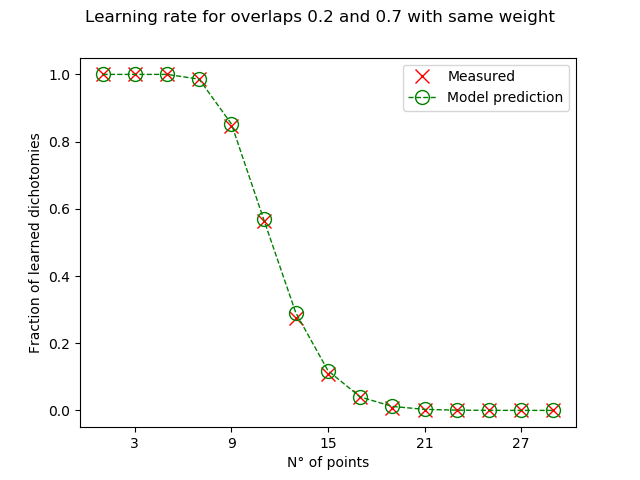 Learning rate for overlaps 0.2 and 0.7 with same weight
Measured
Model prediction
Fraction of learned dichotomies
1.0
0.8
0.6
0.4
0.2
0.0
3 9 15 21 27
N° of points